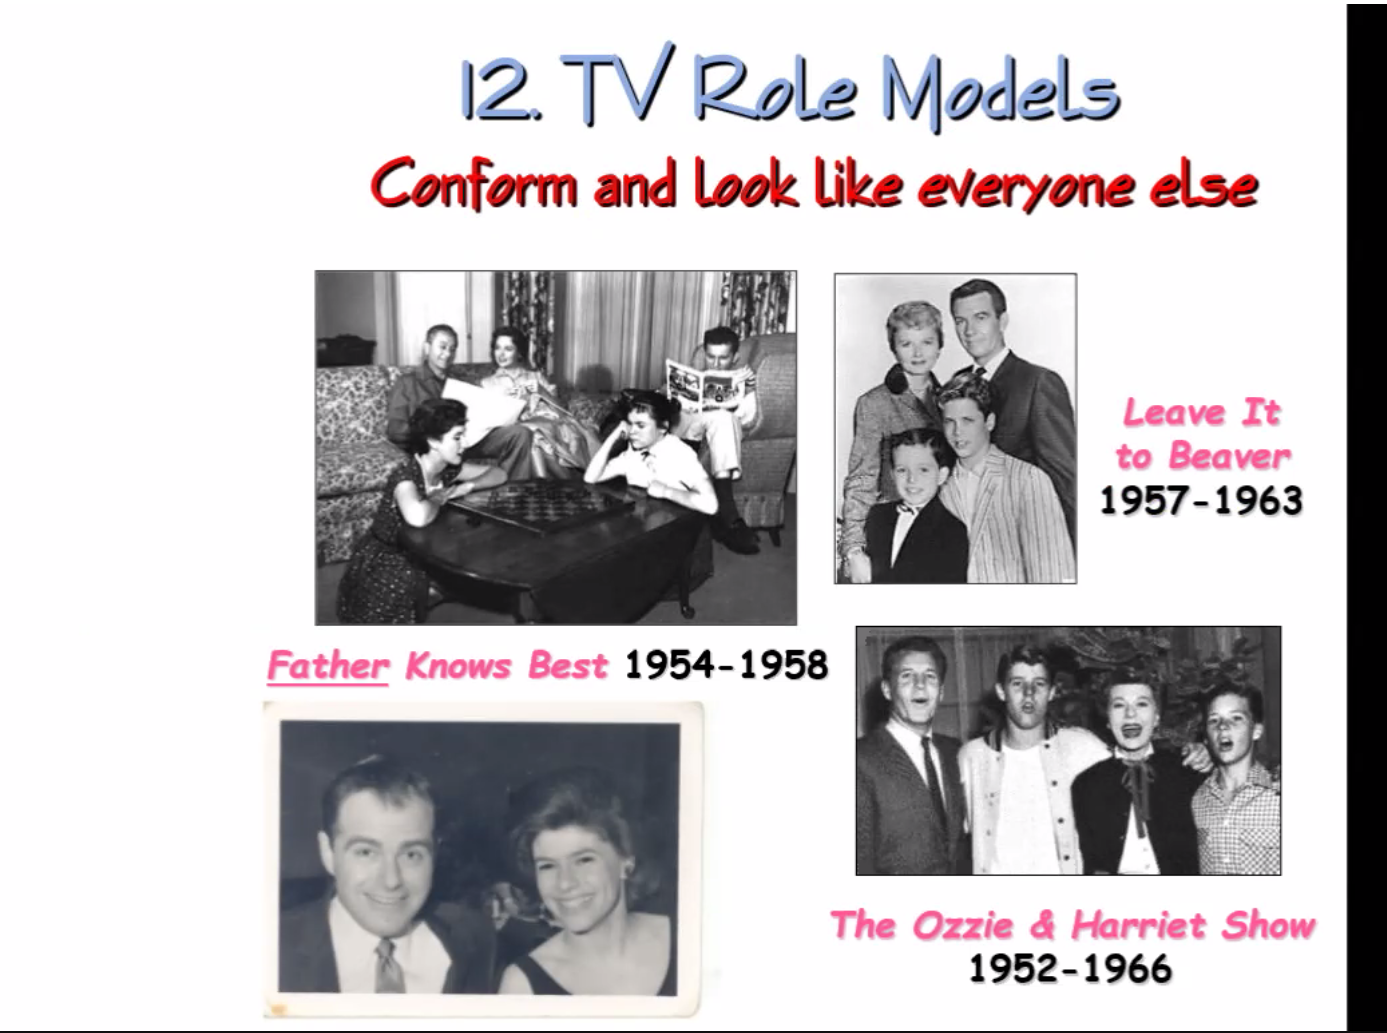 12. TV Role Models
Conform and look like everyone else
Leave It
to Beaver
1957-1963
Father Knows Best 1954-1958
The Ozzie & Harriet Show
1952-1966